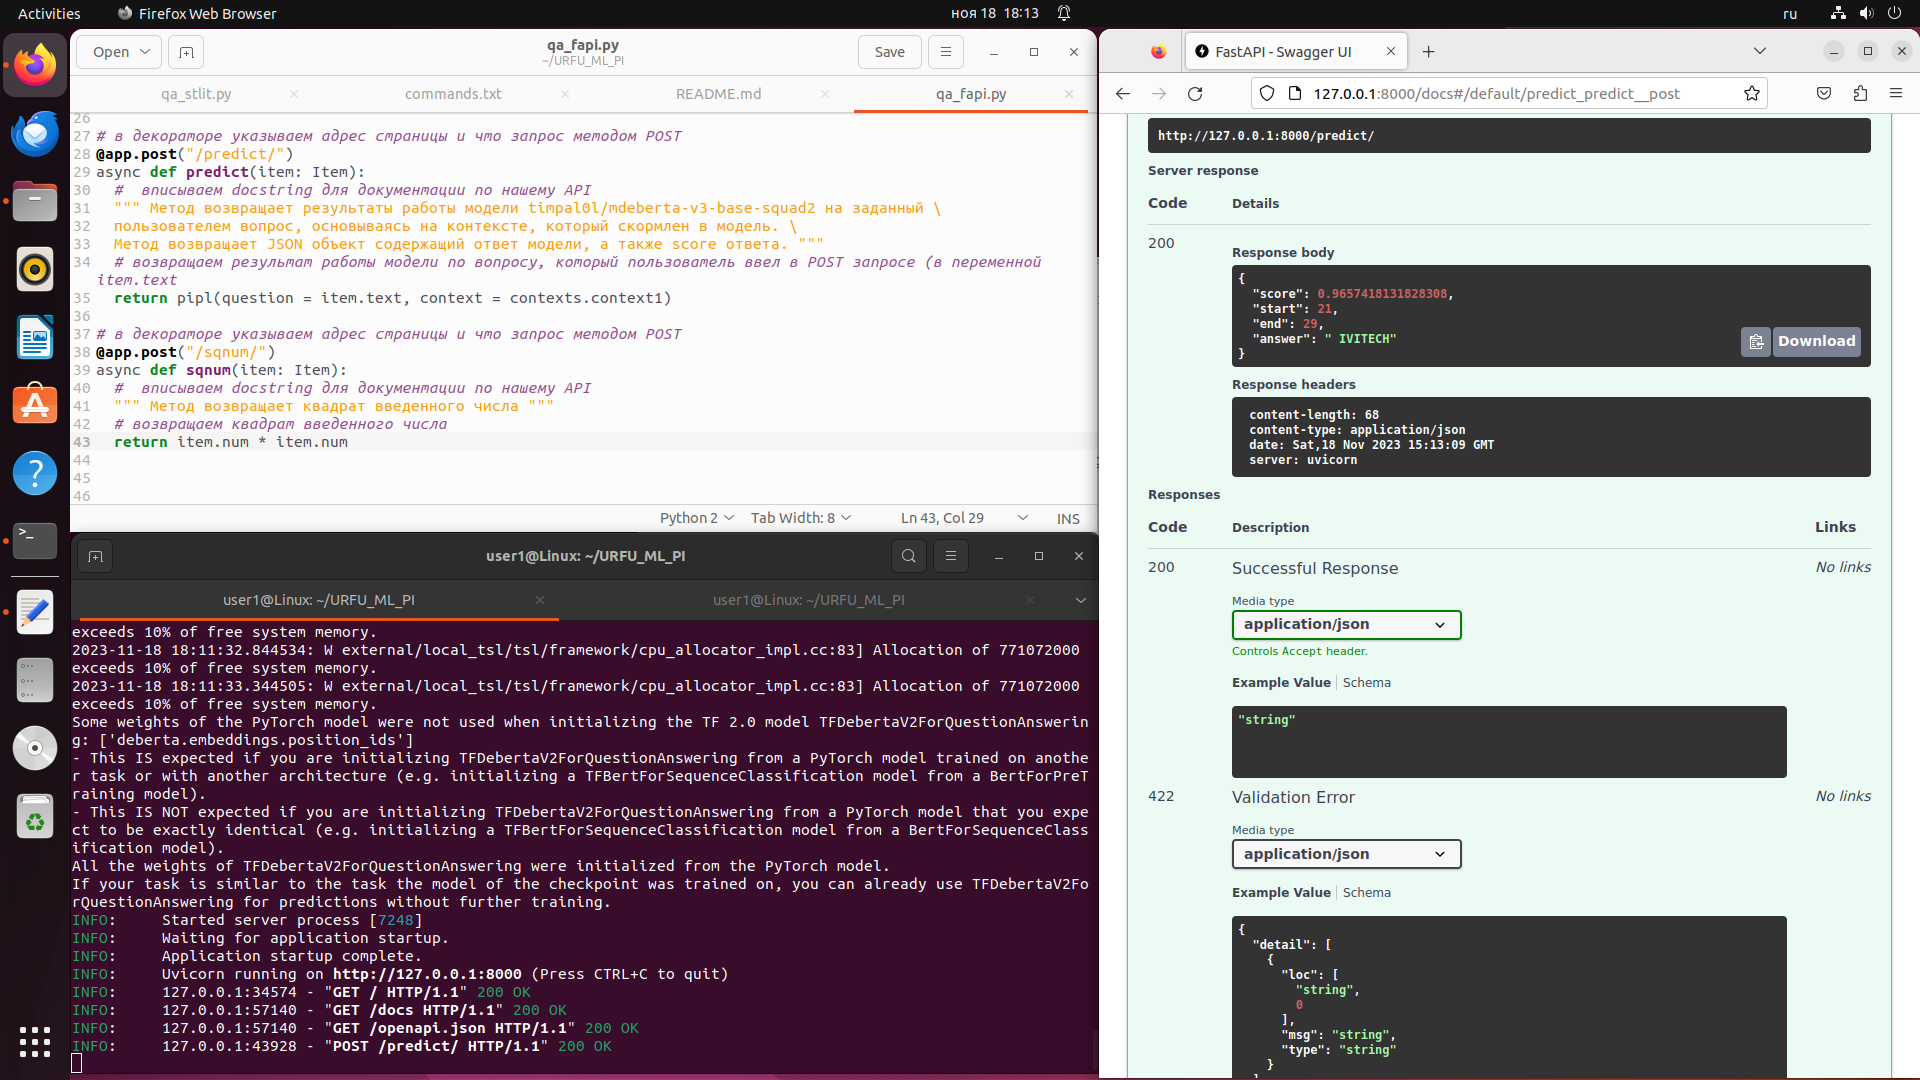 Activities
Firefox Web Browser
ноя 18 18:13
ru
Open
qa_fapi.py
~/URFU_ML_PI
Save
qa_stlit.py
commands.txt
README.md
qa_fapi.py
26
27 # в декораторе указываем адрес страницы и что запрос методом POST
28 @app.post("/predict/")
29 async def predict(item: Item):
30   #  вписываем docstring для документации по нашему API
31   """ Метод возвращает результаты работы модели timpal0l/mdeberta-v3-base-squad2 на заданный \
32   пользователем вопрос, основываясь на контексте, который скормлен в модель. \
33   Метод возвращает JSON объект содержащий ответ модели, а также score ответа. """
34   # возвращаем результат работы модели по вопросу, который пользователь ввел в POST запросе (в переменной
item.text
35   return pipl(question = item.text, context = contexts.context1)
36
37 # в декораторе указываем адрес страницы и что запрос методом POST
38 @app.post("/sqnum/")
39 async def sqnum(item: Item):
40   #  вписываем docstring для документации по нашему API
41   """ Метод возвращает квадрат введенного числа """
42   # возвращаем квадрат введенного числа
43   return item.num * item.num
44
45
46
Python 2
Tab Width: 8
Ln 43, Col 29
INS
user1@Linux: ~/URFU_ML_PI
user1@Linux: ~/URFU_ML_PI
user1@Linux: ~/URFU_ML_PI
exceeds 10% of free system memory.
2023-11-18 18:11:32.844534: W external/local_tsl/tsl/framework/cpu_allocator_impl.cc:83] Allocation of 771072000
exceeds 10% of free system memory.
2023-11-18 18:11:33.344505: W external/local_tsl/tsl/framework/cpu_allocator_impl.cc:83] Allocation of 771072000
exceeds 10% of free system memory.
Some weights of the PyTorch model were not used when initializing the TF 2.0 model TFDebertaV2ForQuestionAnswerin
g: ['deberta.embeddings.position_ids']
- This IS expected if you are initializing TFDebertaV2ForQuestionAnswering from a PyTorch model trained on anothe
r task or with another architecture (e.g. initializing a TFBertForSequenceClassification model from a BertForPreT
raining model).
- This IS NOT expected if you are initializing TFDebertaV2ForQuestionAnswering from a PyTorch model that you expe
ct to be exactly identical (e.g. initializing a TFBertForSequenceClassification model from a BertForSequenceClass
ification model).
All the weights of TFDebertaV2ForQuestionAnswering were initialized from the PyTorch model.
If your task is similar to the task the model of the checkpoint was trained on, you can already use TFDebertaV2Fo
rQuestionAnswering for predictions without further training.
INFO:     Started server process [7248]
INFO:     Waiting for application startup.
INFO:     Application startup complete.
INFO:     Uvicorn running on http://127.0.0.1:8000 (Press CTRL+C to quit)
INFO:     127.0.0.1:34574 - "GET / HTTP/1.1" 200 OK
INFO:     127.0.0.1:57140 - "GET /docs HTTP/1.1" 200 OK
INFO:     127.0.0.1:57140 - "GET /openapi.json HTTP/1.1" 200 OK
INFO:     127.0.0.1:43928 - "POST /predict/ HTTP/1.1" 200 OK
FastAPI - Swagger UI
127.0.0.1:8000/docs#/default/predict_predict__post
http://127.0.0.1:8000/predict/
Server response
Code
Details
200
Response body
{
  "score": 0.9657418131828308,
  "start": 21,
  "end": 29,
  "answer": " IVITECH"
}
Download
Response headers
content-length: 68
content-type: application/json
date: Sat,18 Nov 2023 15:13:09 GMT
server: uvicorn
Responses
Code
Description
Links
200
Successful Response
No links
Media type
application/json
Controls Accept header.
Example Value
Schema
"string"
422
Validation Error
No links
Media type
application/json
Example Value
Schema
{
  "detail": [
    {
      "loc": [
        "string",
        0
      ],
      "msg": "string",
      "type": "string"
    }